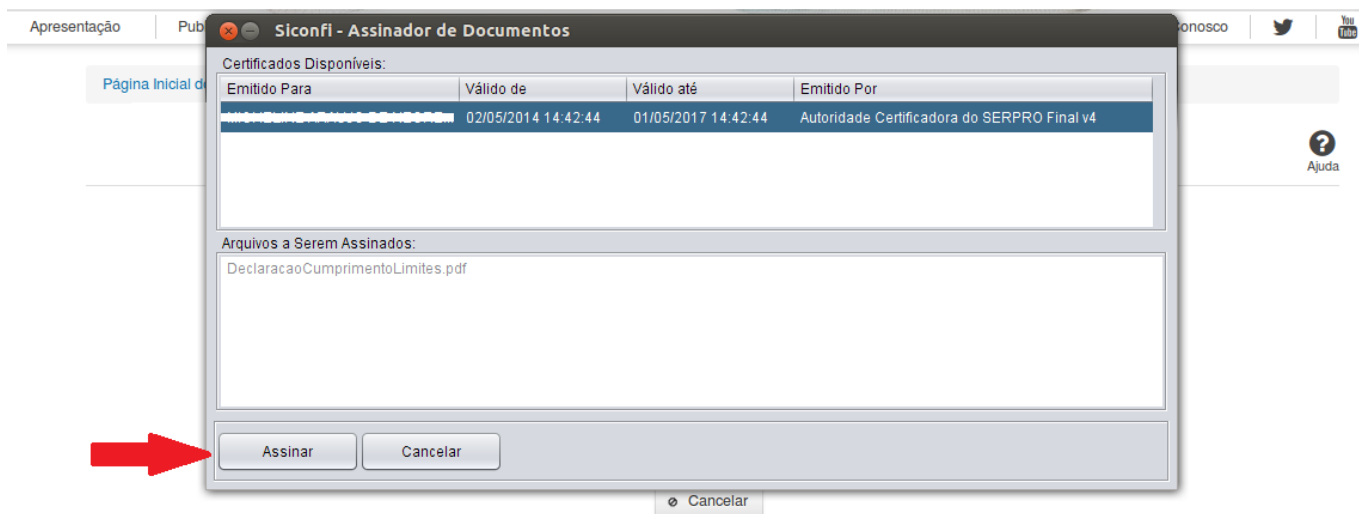 Apresentação Pub Siconfi - Assinador de Documentos onosco You Tube
Certificados Disponíveis:
Página Inicial d
Emitido Para Válido de Válido até Emitido Por
02/05/2014 14:42:44 01/05/2017 14:42:44 Autoridade Certificadora do SERPRO Final v4
Ajuda
Arquivos a Serem Assinados:
DeclaracaoCumprimentoLimites.pdf
Assinar Cancelar
Cancelar